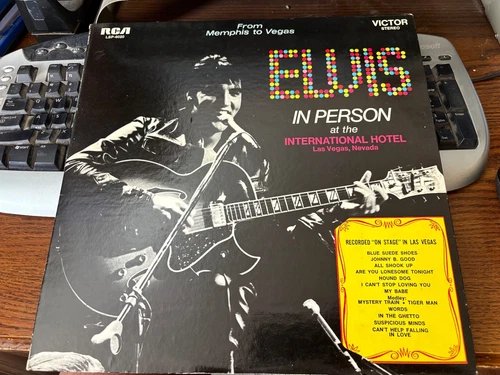 From
Memphis to Vegas
RCA
LSP-4020
VICTOR
STEREO
ELVIS
IN PERSON
at the
INTERNATIONAL HOTEL
Las Vegas, Nevada
RECORDED "ON STAGE" IN LAS VEGAS
BLUE SUEDE SHOES
JOHNNY B. GOOD
ALL SHOOK UP
ARE YOU LONESOME TONIGHT
HOUND DOG
I CAN'T STOP LOVING YOU
MY BABE
Medley:
MYSTERY TRAIN • TIGER MAN
WORDS
IN THE GHETTO
SUSPICIOUS MINDS
CAN'T HELP FALLING
IN LOVE